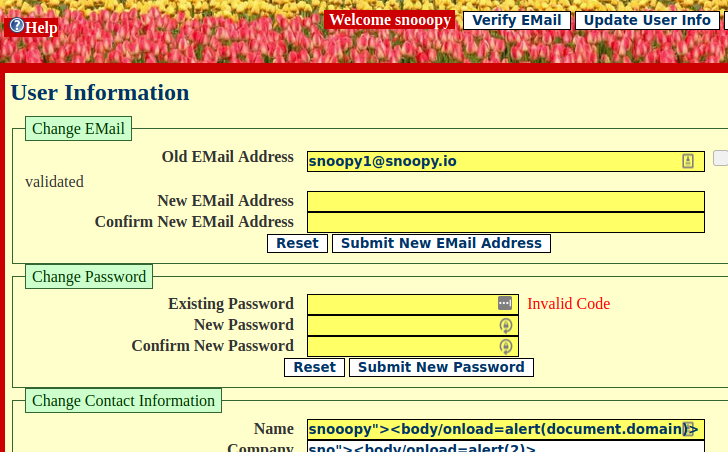 Help
Welcome snooopy
Verify EMail
Update User Info
User Information
Change EMail
Old EMail Address snoopy1@snoopy.io
validated
New EMail Address
Confirm New EMail Address
Reset Submit New EMail Address
Change Password
Existing Password Invalid Code
New Password
Confirm New Password
Reset Submit New Password
Change Contact Information
Name snooopy"><body/onload=alert(document.domain)>
Company sno"><body/onload=alert(2)>